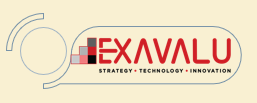 EXAVALU
STRATEGY • TECHNOLOGY • INNOVATION